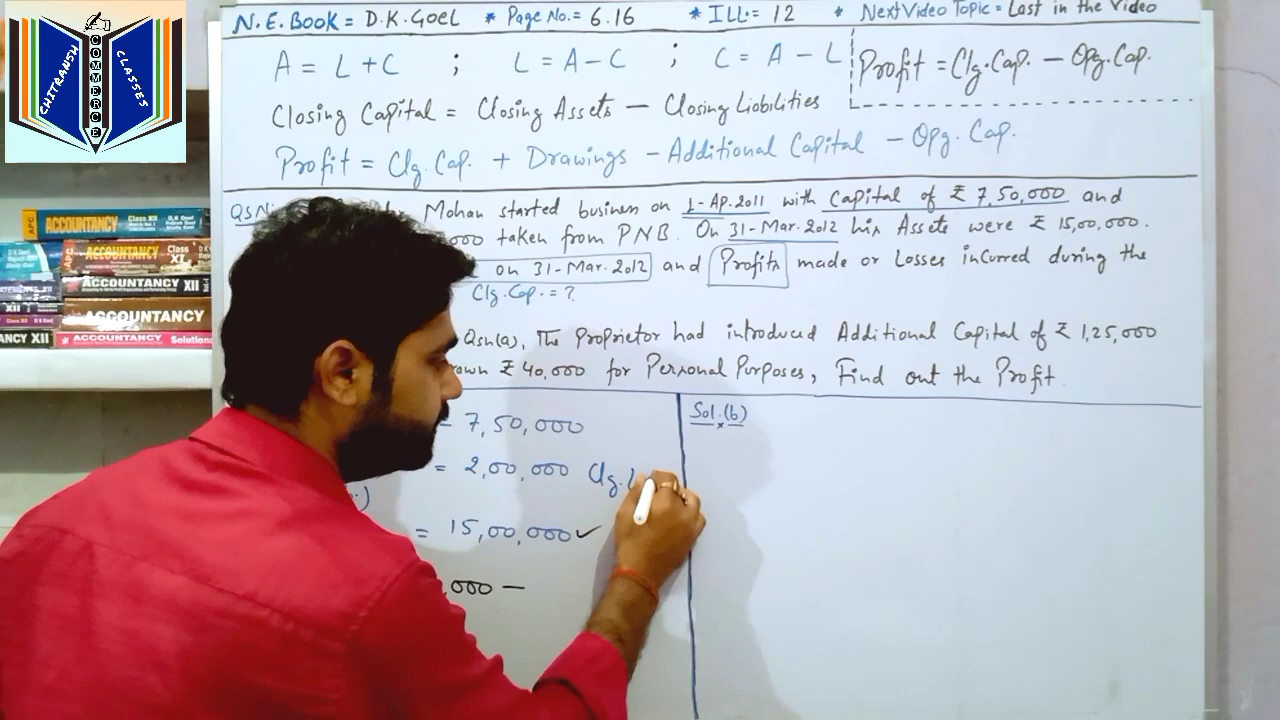 CHITRANSH
COMMERCE
CLASSES
N.E. BOOK = D.K. GOEL * Page No. = 6.16 * ILL. = 12 * Next Video Topic = Last in the Video
A = L + C ; L = A - C ; C = A - L
Profit = Clg. Cap. - Opg. Cap.
Closing Capital = Closing Assets - Closing Liabilities
Profit = Clg. Cap. + Drawings - Additional Capital - Opg. Cap.
Mohan started business on 1-Ap. 2011 with Capital of ₹ 7,50,000 and
000 taken from PNB. On 31-Mar. 2012 his Assets were ₹ 15,00,000.
on 31-Mar. 2012 and Profits made or Losses incurred during the
Clg. Cap. = ?
Qsn(a), The Proprietor had introduced Additional Capital of ₹ 1,25,000
₹ 40,000 for Personal Purposes, Find out the Profit.
= 7,50,000
= 2,00,000 Clg. L
= 15,00,000 ✓
,000 -
Sol. (b)
APC ACCOUNTANCY Class XII
ACCOUNTANCY Class XI
ACCOUNTANCY XII
XII ACCOUNTANCY
NCY XII ACCOUNTANCY Solutions